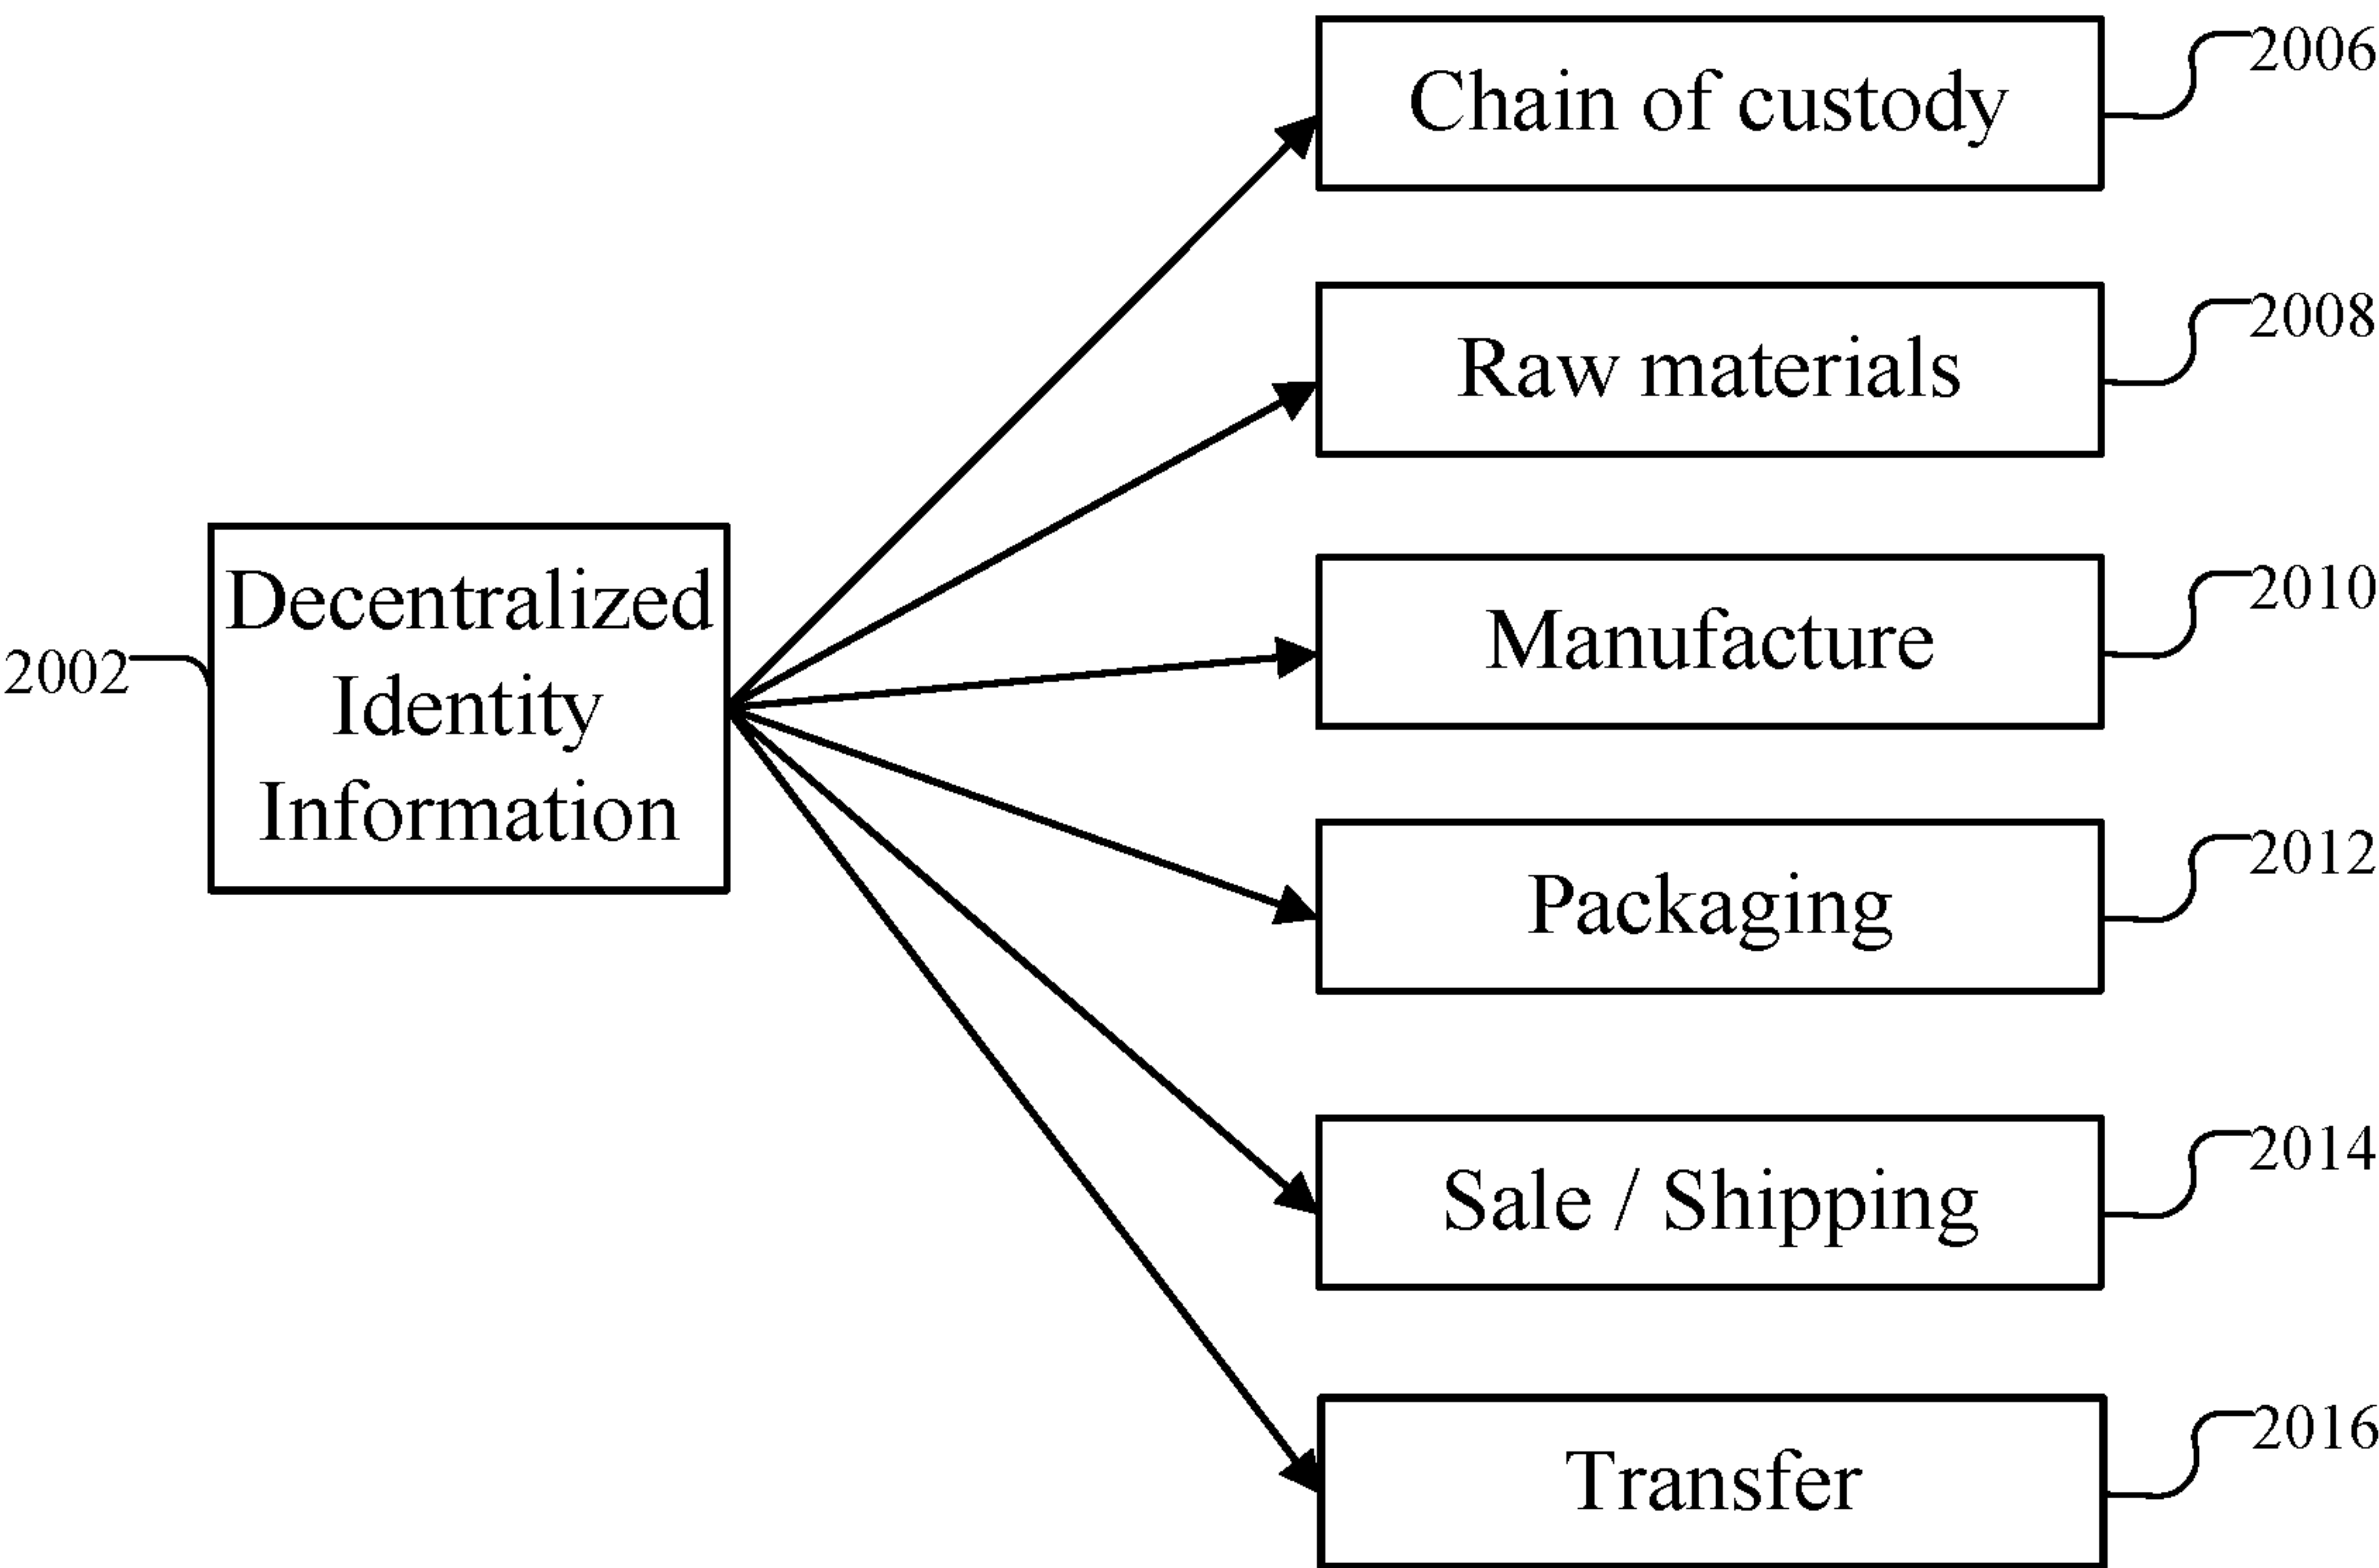 Chain of custody
2006
Raw materials
2008
Decentralized
Identity
Information
2002
Manufacture
2010
Packaging
2012
Sale / Shipping
2014
Transfer
2016